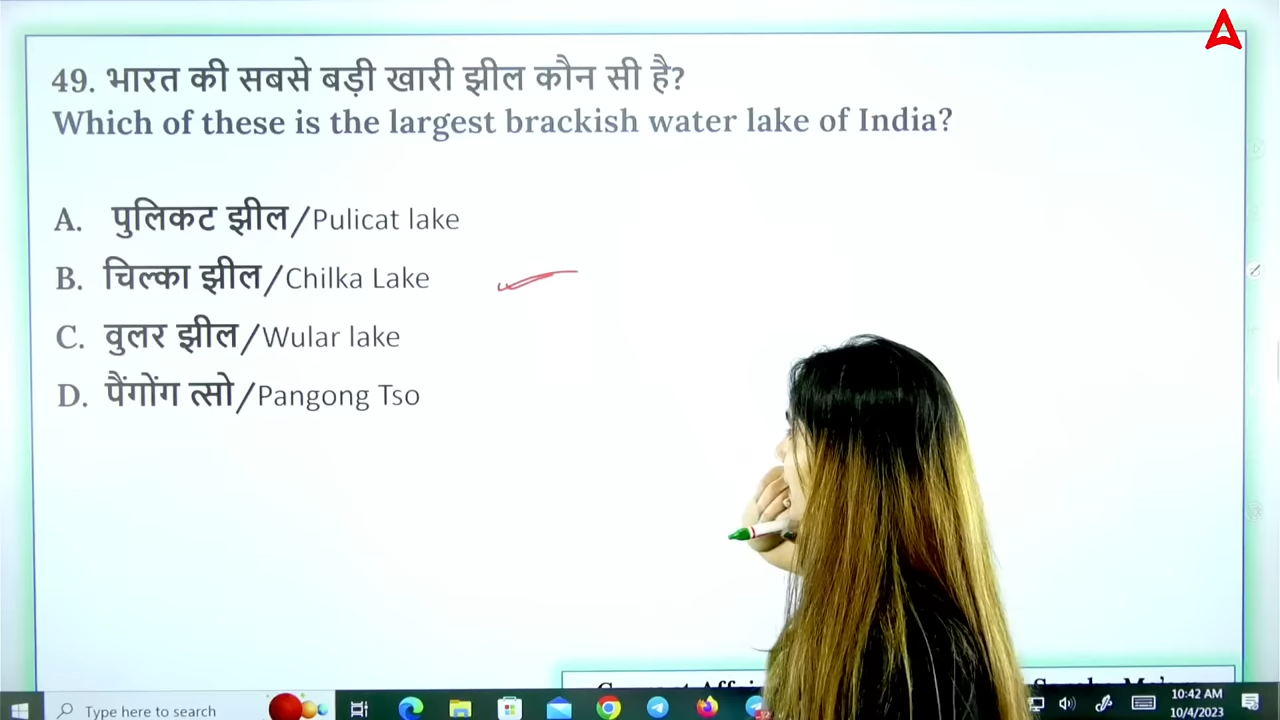 49. भारत की सबसे बड़ी खारी झील कौन सी है?
Which of these is the largest brackish water lake of India?
A. पुलिकट झील/Pulicat lake
B. चिल्का झील/Chilka Lake
C. वुलर झील/Wular lake
D. पैंगोंग त्सो/Pangong Tso
Type here to search
10:42 AM
10/4/2023